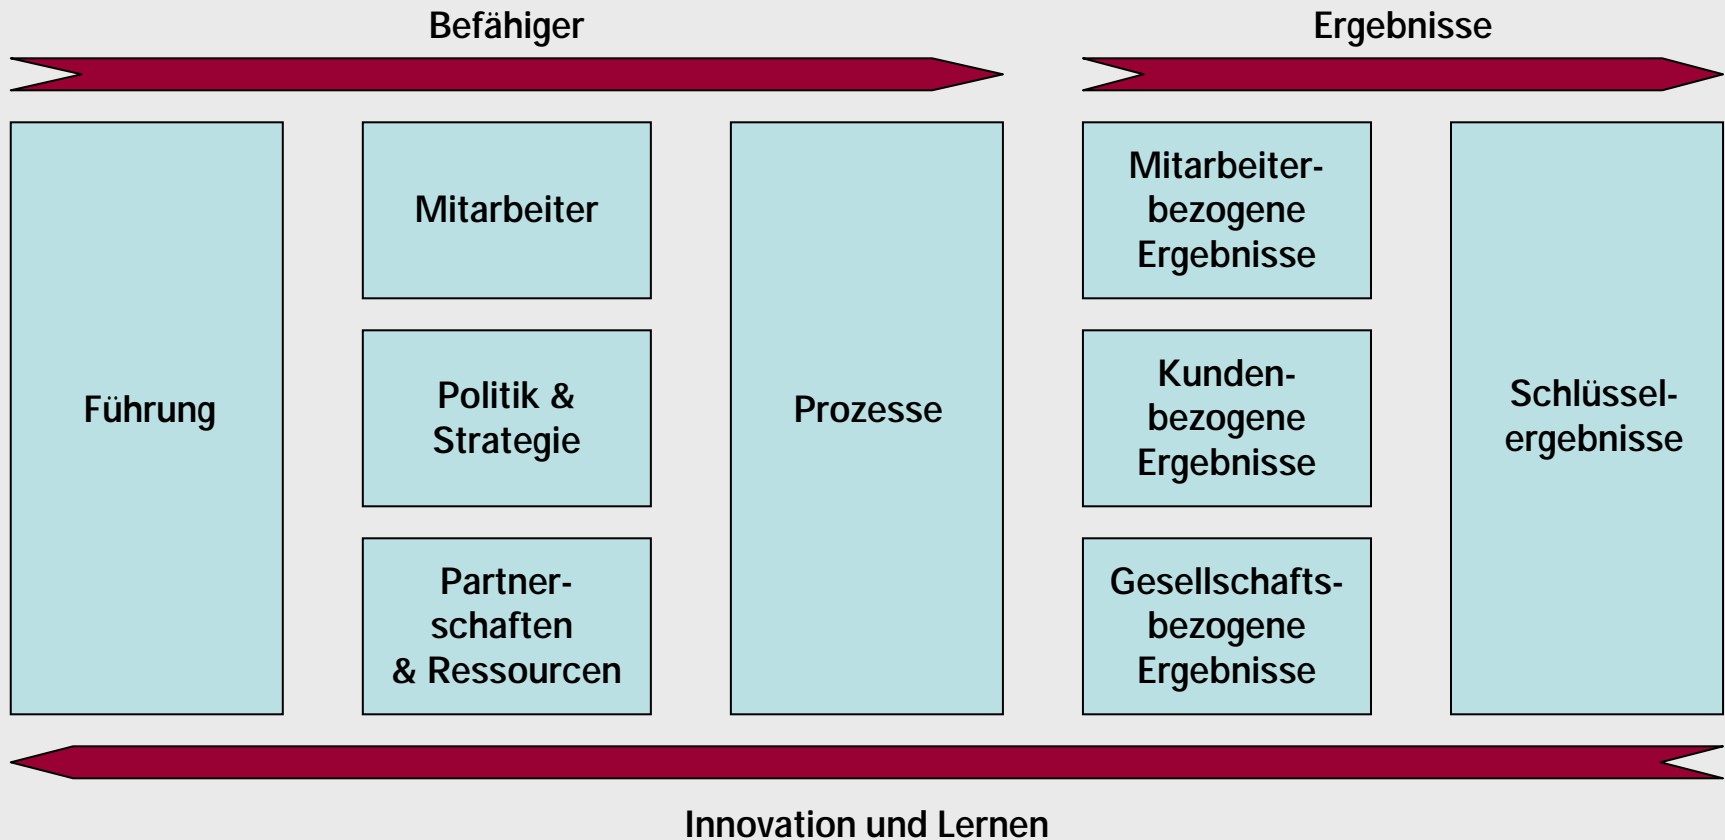 Befähiger
Ergebnisse
Führung
Mitarbeiter
Politik &
Strategie
Partner-
schaften
& Ressourcen
Prozesse
Mitarbeiter-
bezogene
Ergebnisse
Kunden-
bezogene
Ergebnisse
Gesellschafts-
bezogene
Ergebnisse
Schlüssel-
ergebnisse
Innovation und Lernen